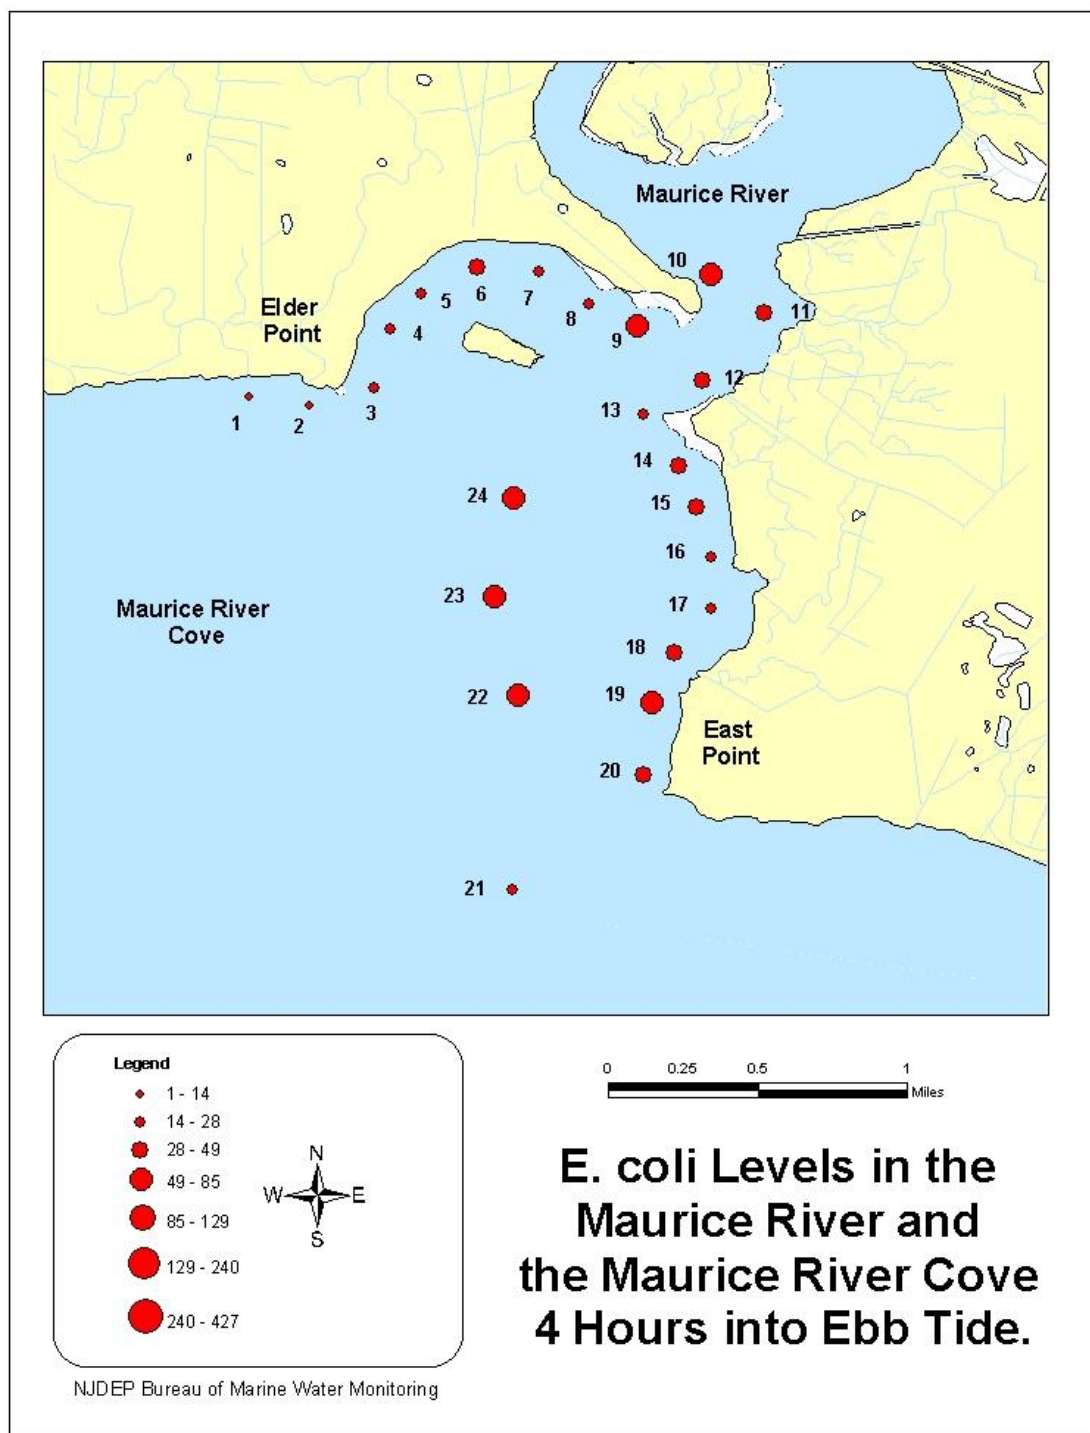 Maurice River
10
6
5
7
11
Elder
Point
8
4
9
12
3
1
2
13
14
24
15
16
23
17
Maurice River
Cove
18
22
19
East
Point
20
21
Legend
1 - 14
14 - 28
28 - 49
49 - 85
85 - 129
129 - 240
240 - 427
N
W
E
S
0
0.25
0.5
1
Miles
E. coli Levels in the
Maurice River and
the Maurice River Cove
4 Hours into Ebb Tide.
NJDEP Bureau of Marine Water Monitoring